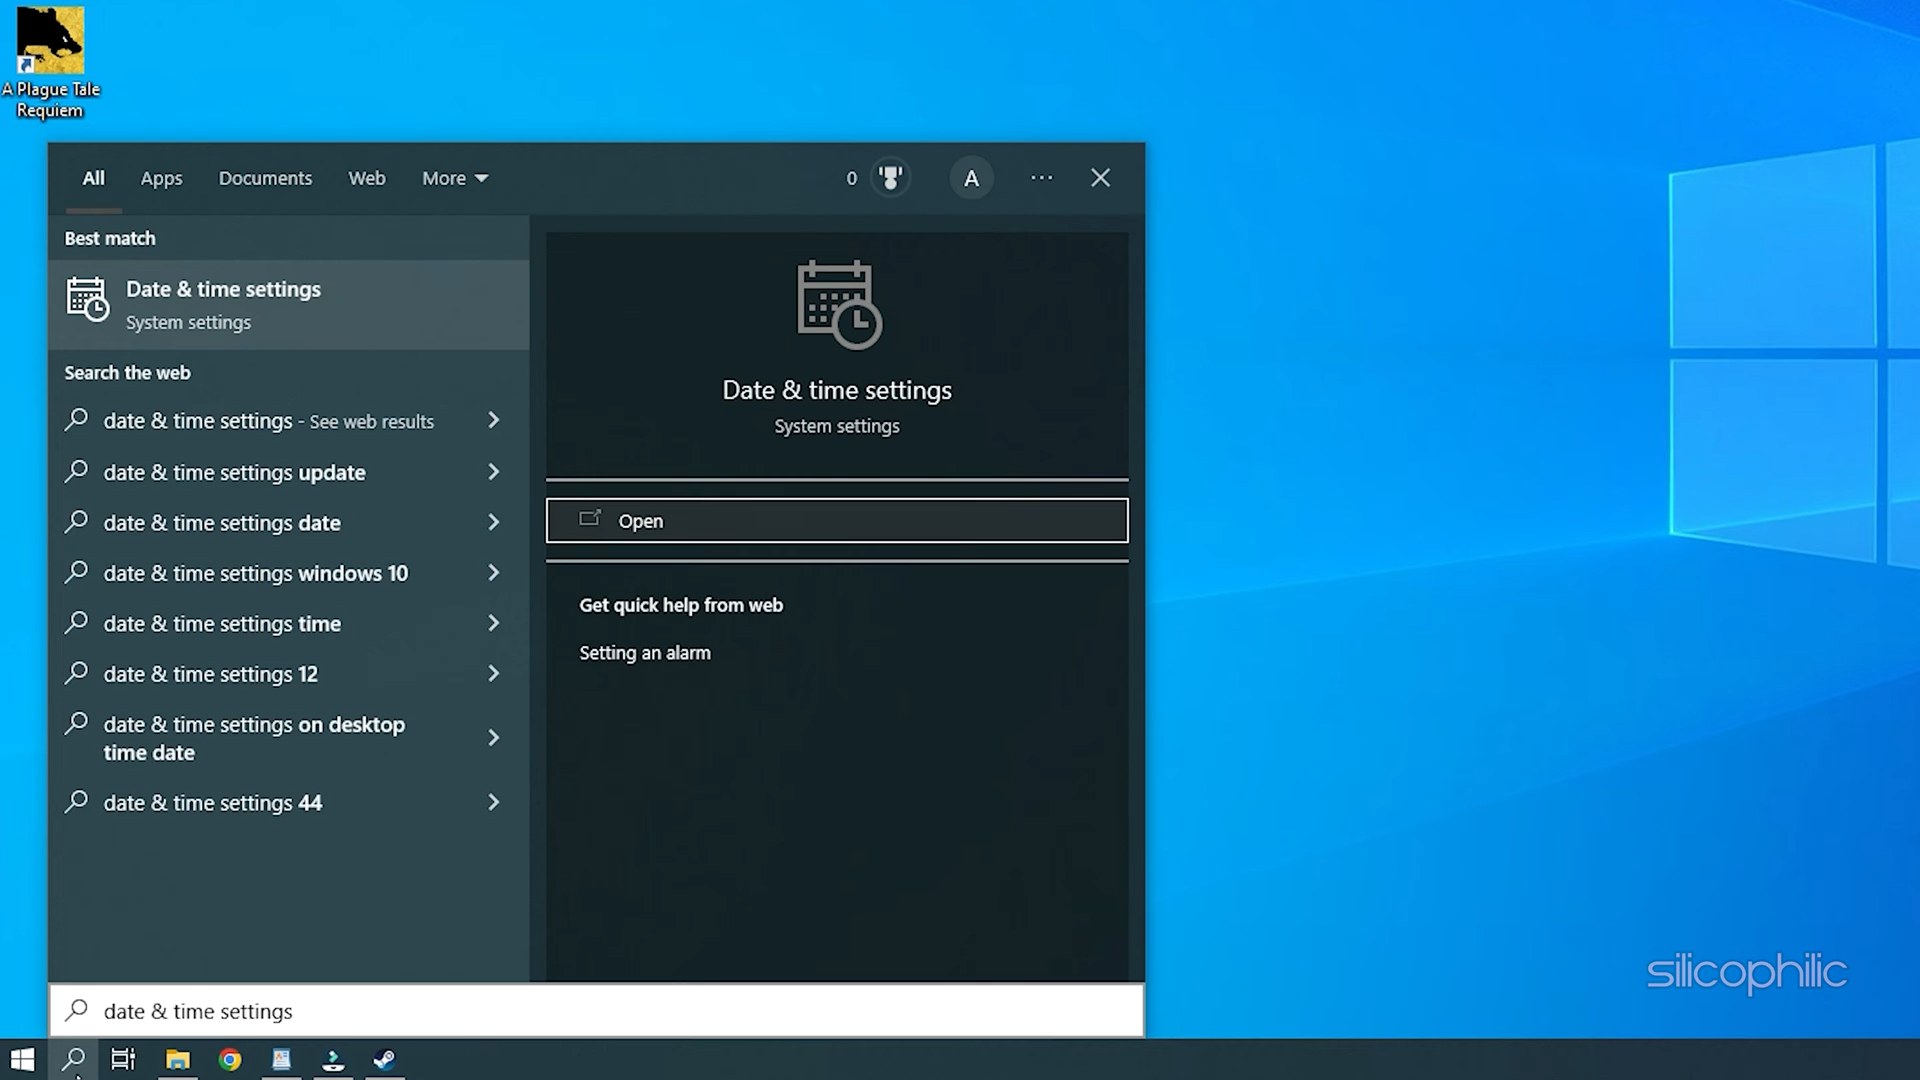 A Plague Tale
Requiem
All Apps Documents Web More 0 A
Best match
Date & time settings
System settings
Search the web
date & time settings - See web results
date & time settings update
date & time settings date
date & time settings windows 10
date & time settings time
date & time settings 12
date & time settings on desktop
time date
date & time settings 44
Date & time settings
System settings
Open
Get quick help from web
Setting an alarm
silicophilic
date & time settings